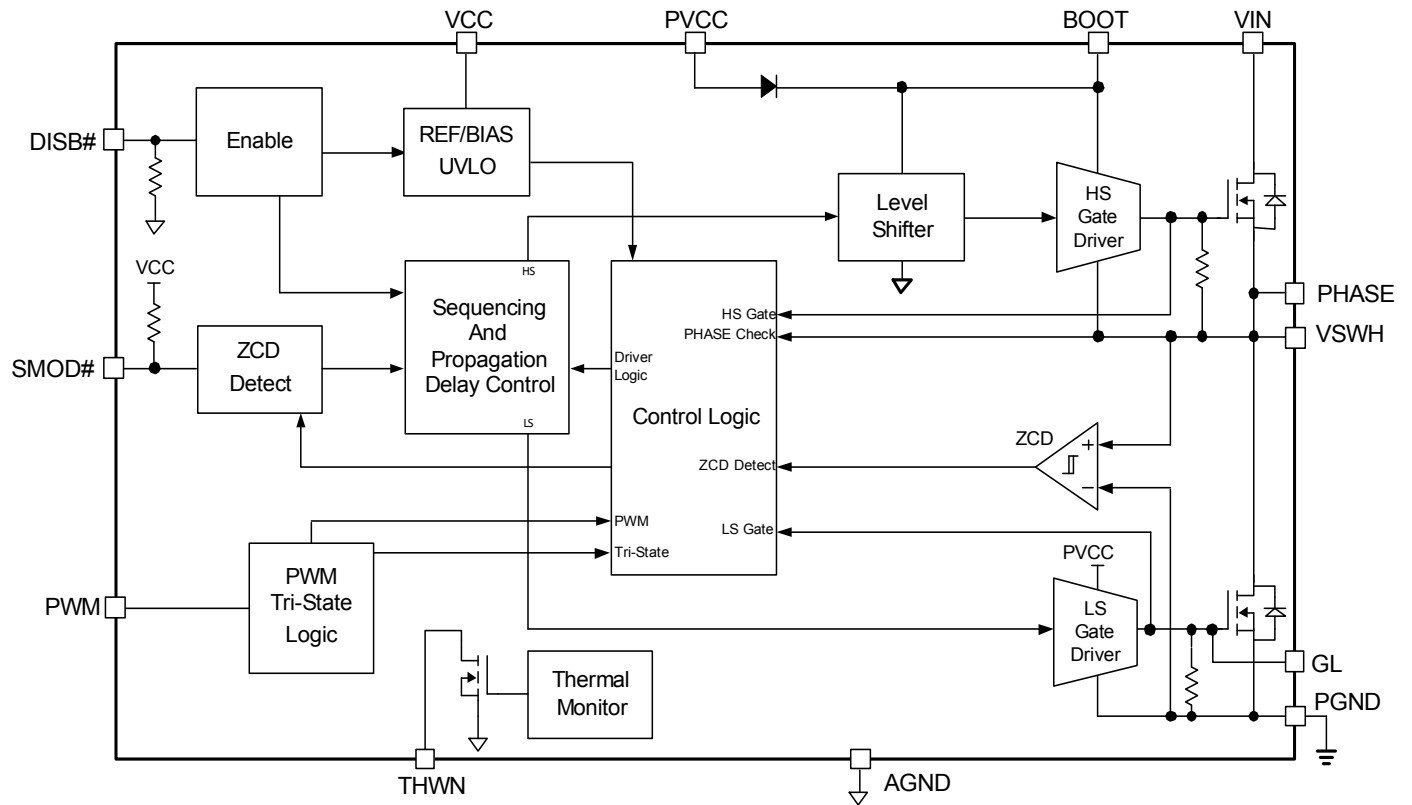 VCC
PVCC
BOOT
VIN
DISB#
Enable
REF/BIAS
UVLO
Level
Shifter
HS
Gate
Driver
VCC
SMOD#
ZCD
Detect
HS
Sequencing
And
Propagation
Delay Control
LS
Driver
Logic
HS Gate
PHASE Check
Control Logic
ZCD Detect
LS Gate
PWM
Tri-State
PHASE
VSWH
ZCD
+
−
PVCC
LS
Gate
Driver
PWM
PWM
Tri-State
Logic
Thermal
Monitor
GL
PGND
THWN
AGND